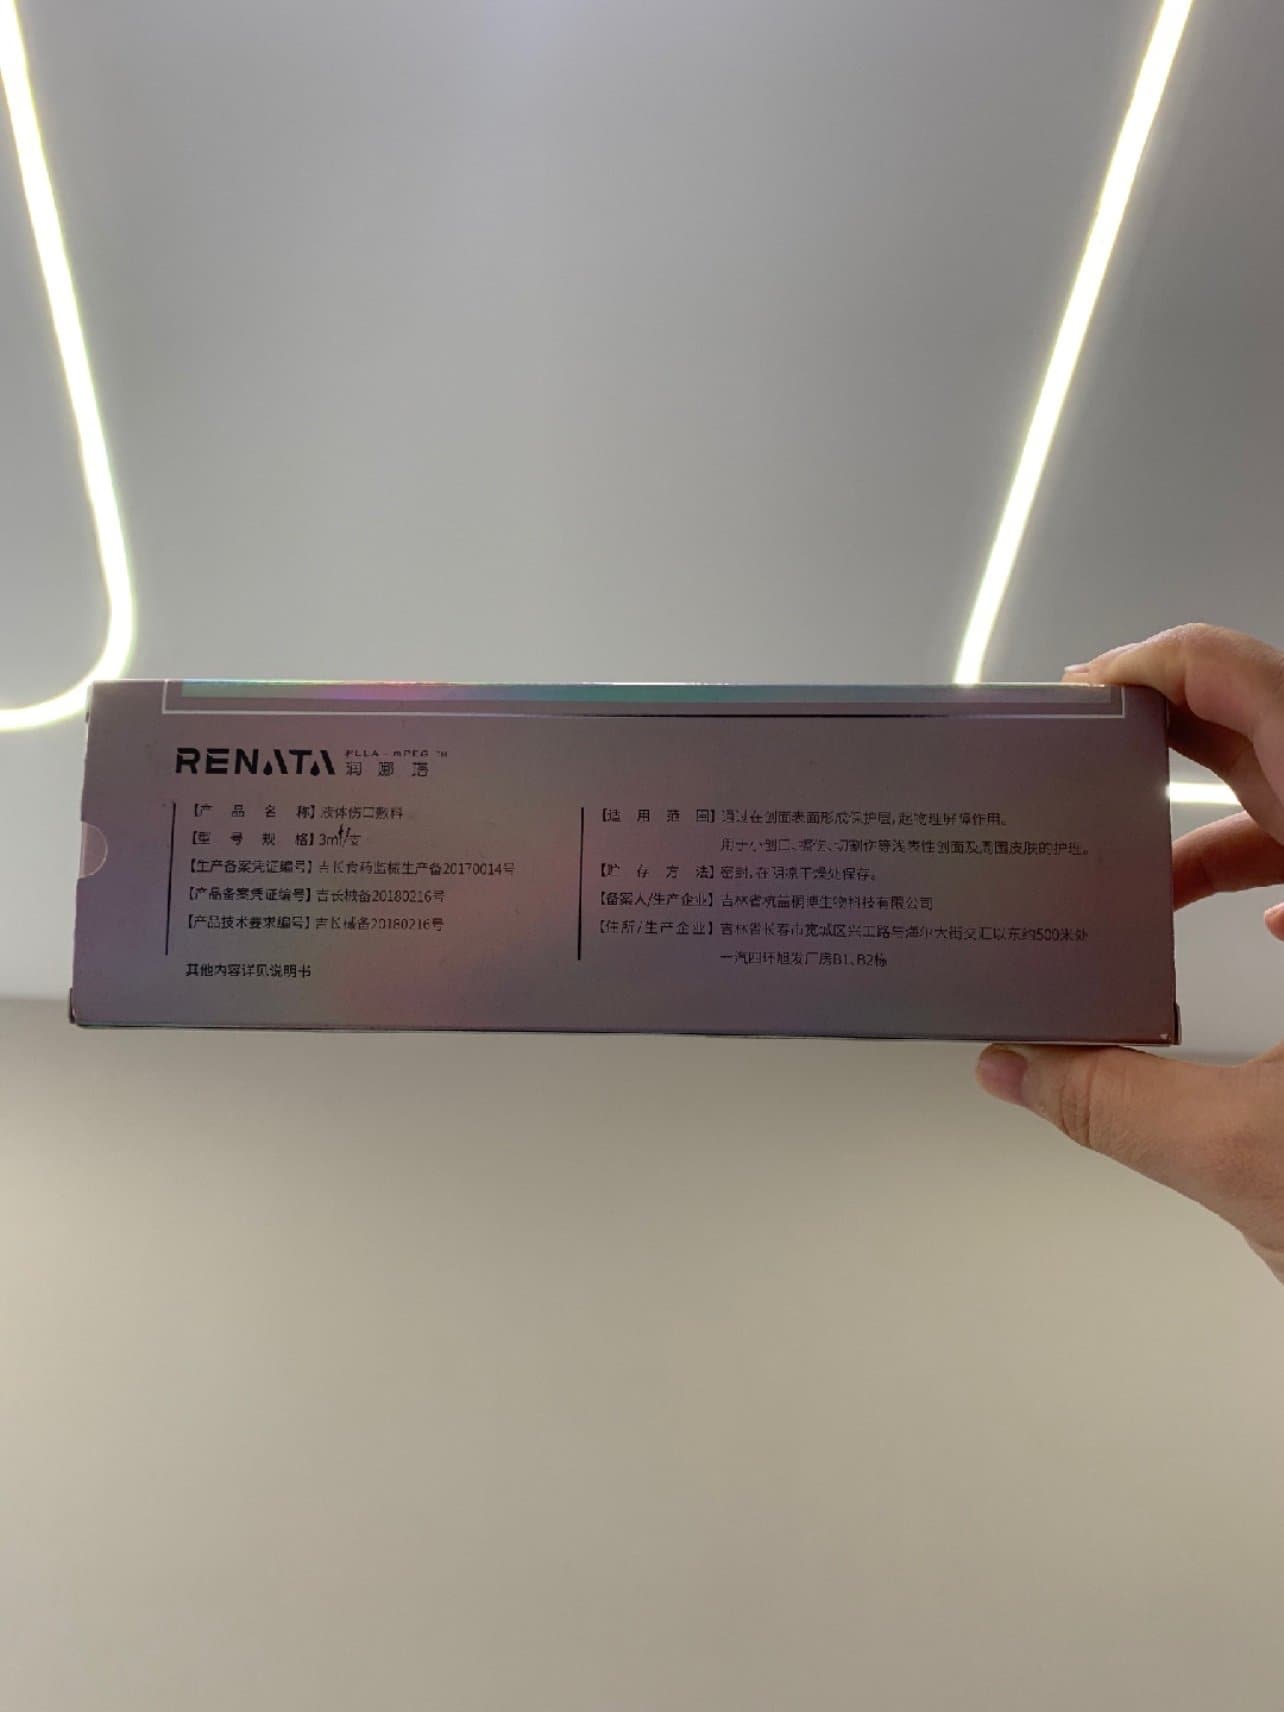 RENATA
PLLA - mPEG ™
润 娜 珞
【产 品 名 称】液体伤口敷料
【型 号 规 格】3ml/支
【生产备案凭证编号】吉长食药监械生产备20170014号
【产品备案凭证编号】吉长械备20180216号
【产品技术要求编号】吉长械备20180216号
其他内容详见说明书
【适 用 范 围】通过在创面表面形成保护层,起物理屏障作用。
用于小创口、擦伤、切割伤等浅表性创面及周围皮肤的护理。
【贮 存 方 法】密封,在阴凉干燥处保存。
【备案人/生产企业】吉林省杭盖桐博生物科技有限公司
【住所/生产企业】吉林省长春市宽城区兴工路与海尔大街交汇以东约500米处
一汽四环旭发厂房B1、B2栋